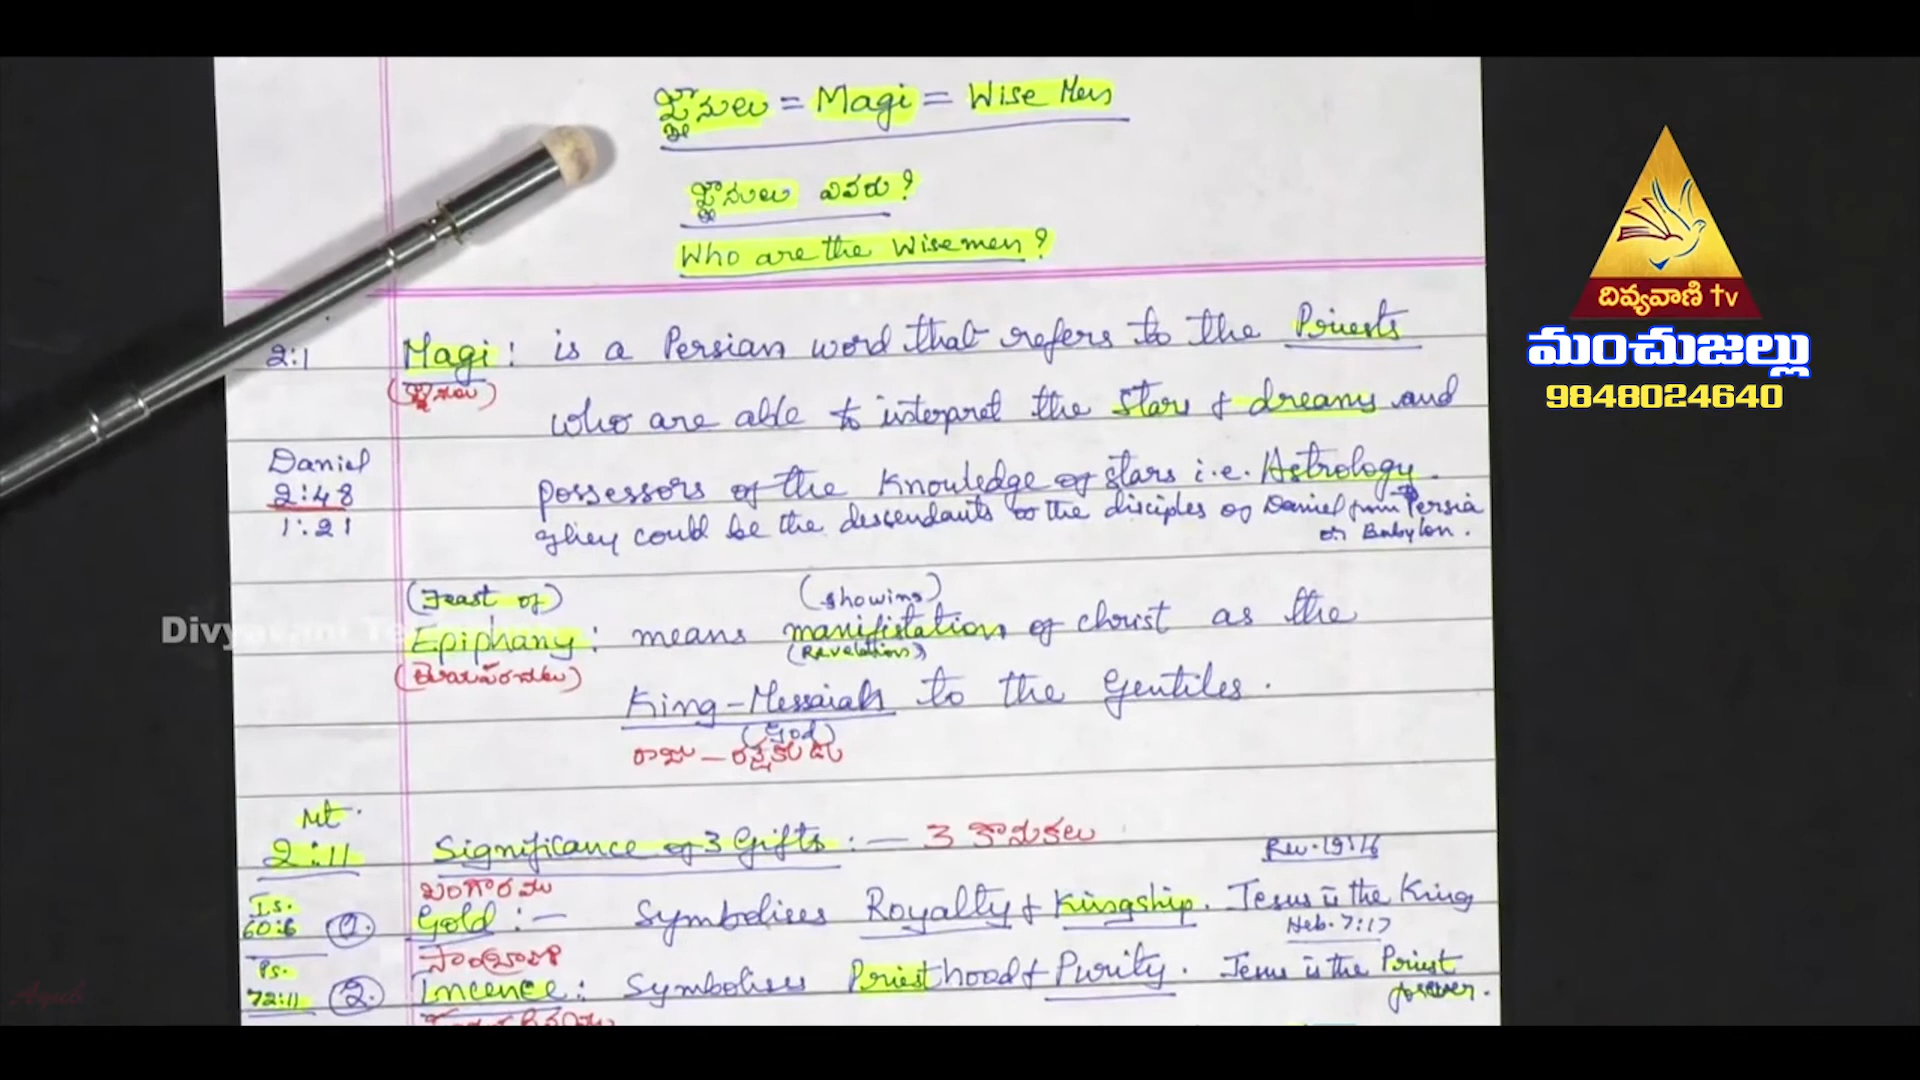 జ్ఞానులు = Magi = Wise Men
జ్ఞానులు ఎవరు?
Who are the Wisemen?
2:1 Magi: is a Persian word that refers to the Priests
(జ్ఞానులు)
who are able to interpret the stars & dreams and
Daniel
2:48 possessors of the knowledge of stars i.e. Astrology.
1:21 They could be the descendants or the disciples of Daniel from Persia
or Babylon.
(Feast of) (showing)
Epiphany: means manifistation of christ as the
(Revelation)
King-Messaiah to the Gentiles.
(God)
రాజు – రక్షకుడు
Mt.
2:11 Significance of 3 Gifts: — 3 కానుకలు
Rev. 19:16
బంగారము
Is.
60:6 1. Gold: – Symbolises Royalty & Kingship. Jesus is the King
Heb. 7:17
సాంబ్రాణి
Ps.
72:11 2. Incence: Symbolises Priesthood & Purity. Jesus is the Priest
forever.
దివ్యవాణి tv
మంచుజల్లు
9848024640